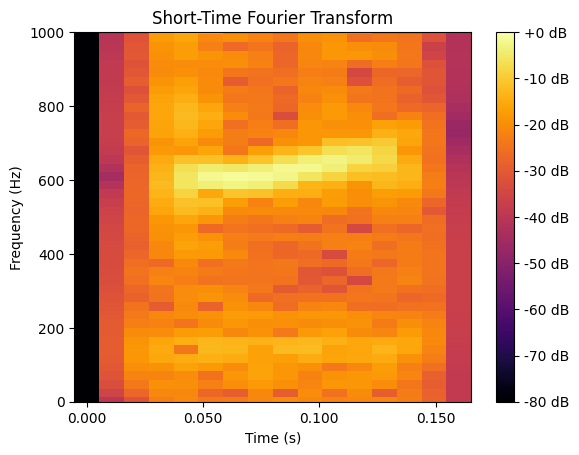 Short-Time Fourier Transform
1000
800
600
400
200
0
Frequency (Hz)
0.000
0.050
0.100
0.150
Time (s)
+0 dB
-10 dB
-20 dB
-30 dB
-40 dB
-50 dB
-60 dB
-70 dB
-80 dB